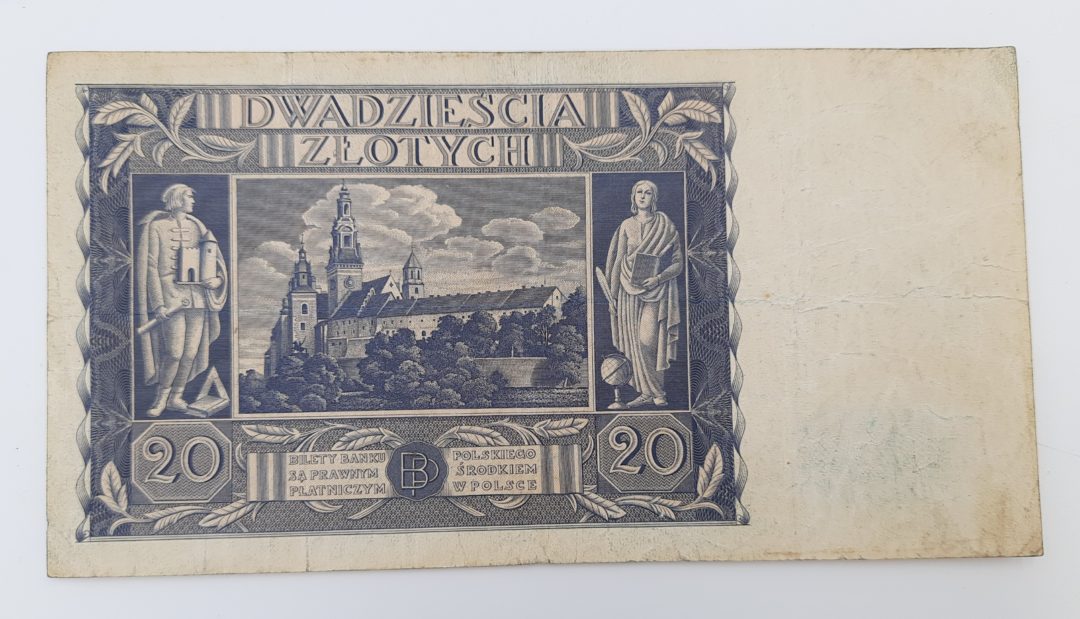 DWADZIEŚCIA
ZŁOTYCH
20
BILETY BANKU
SĄ PRAWNYM
PŁATNICZYM
BP
POLSKIEGO
ŚRODKIEM
W POLSCE
20